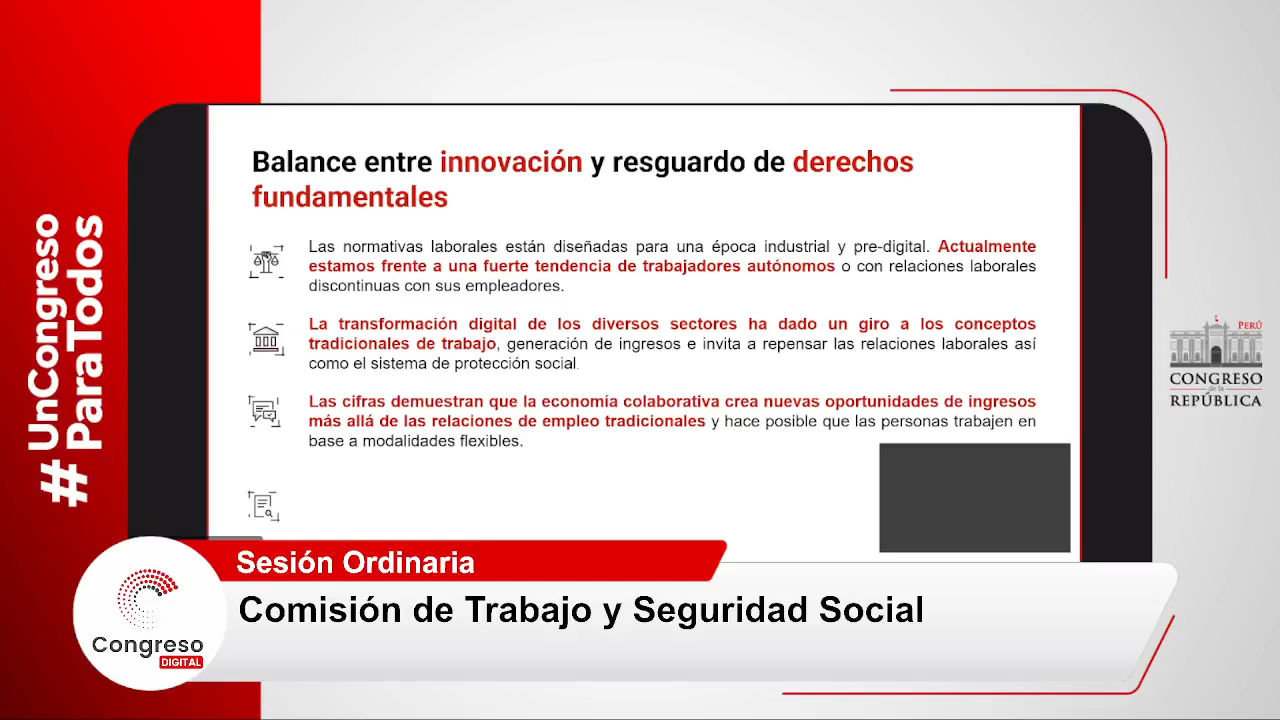 #UnCongreso
ParaTodos
Balance entre innovación y resguardo de derechos
fundamentales
Las normativas laborales están diseñadas para una época industrial y pre-digital. Actualmente
estamos frente a una fuerte tendencia de trabajadores autónomos o con relaciones laborales
discontinuas con sus empleadores.
La transformación digital de los diversos sectores ha dado un giro a los conceptos
tradicionales de trabajo, generación de ingresos e invita a repensar las relaciones laborales así
como el sistema de protección social.
Las cifras demuestran que la economía colaborativa crea nuevas oportunidades de ingresos
más allá de las relaciones de empleo tradicionales y hace posible que las personas trabajen en
base a modalidades flexibles.
PERÚ
CONGRESO
de la
REPÚBLICA
Sesión Ordinaria
Comisión de Trabajo y Seguridad Social
Congreso
DIGITAL